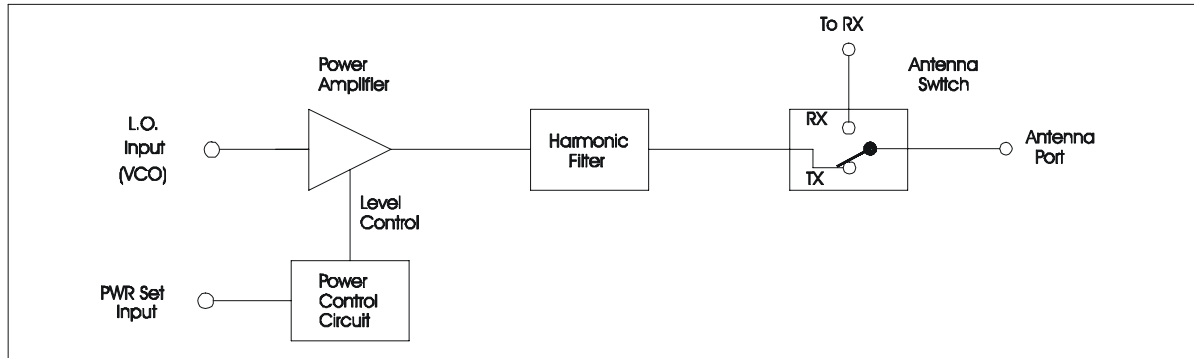 To RX
Power
Amplifier
Antenna
Switch
L.O.
Input
(VCO)
Harmonic
Filter
RX
TX
Antenna
Port
Level
Control
PWR Set
Input
Power
Control
Circuit